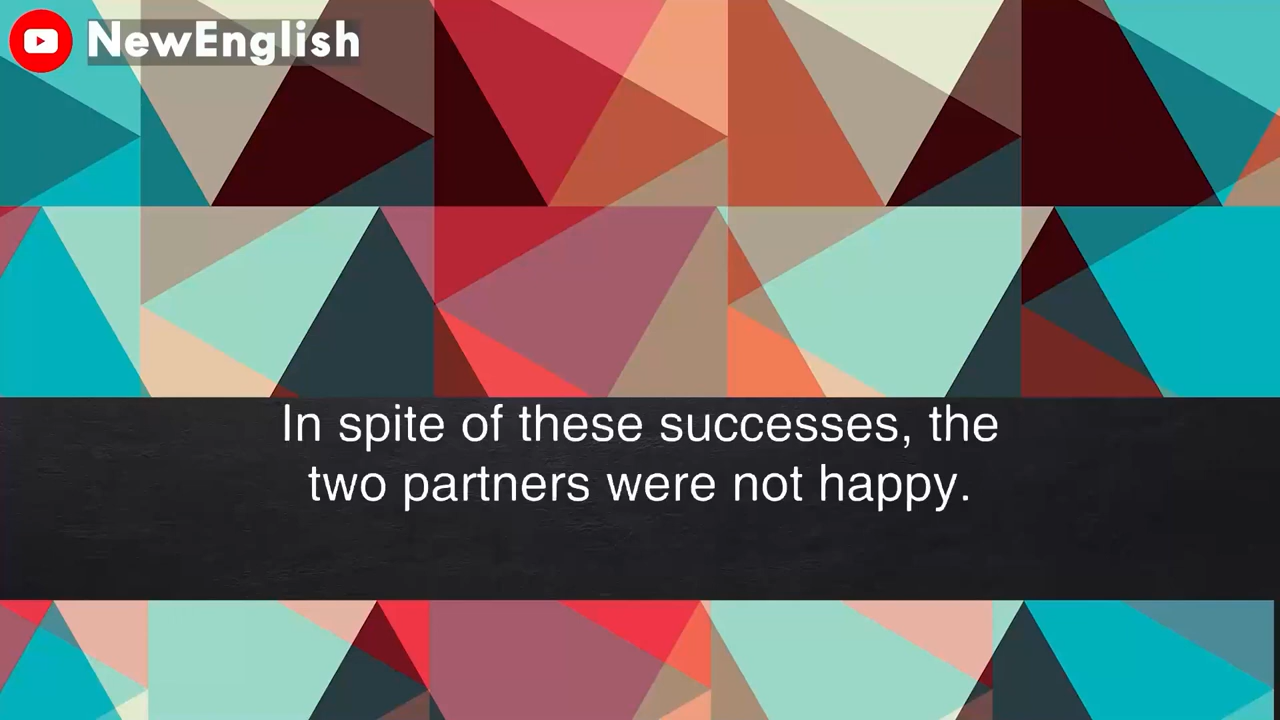 NewEnglish
In spite of these successes, the
two partners were not happy.